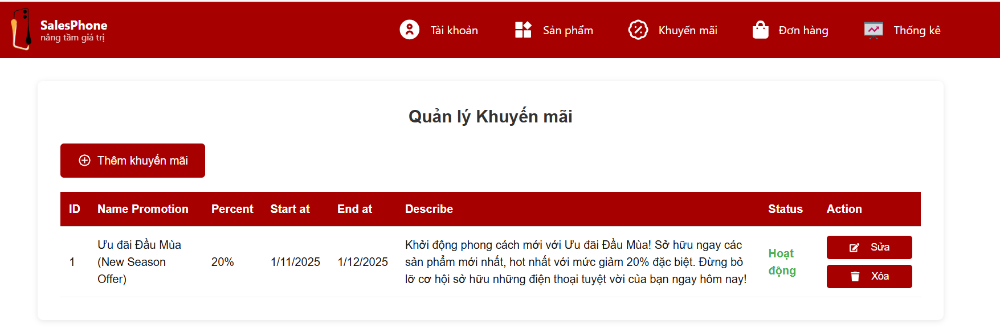 SalesPhone
nâng tầm giá trị
Tài khoản
Sản phẩm
Khuyến mãi
Đơn hàng
Thống kê
Quản lý Khuyến mãi
Thêm khuyến mãi
ID Name Promotion Percent Start at End at Describe Status Action
1
Ưu đãi Đầu Mùa
(New Season
Offer)
20%
1/11/2025
1/12/2025
Khởi động phong cách mới với Ưu đãi Đầu Mùa! Sở hữu ngay các
sản phẩm mới nhất, hot nhất với mức giảm 20% đặc biệt. Đừng bỏ
lỡ cơ hội sở hữu những điện thoại tuyệt vời của bạn ngay hôm nay!
Hoạt
động
Sửa
Xóa